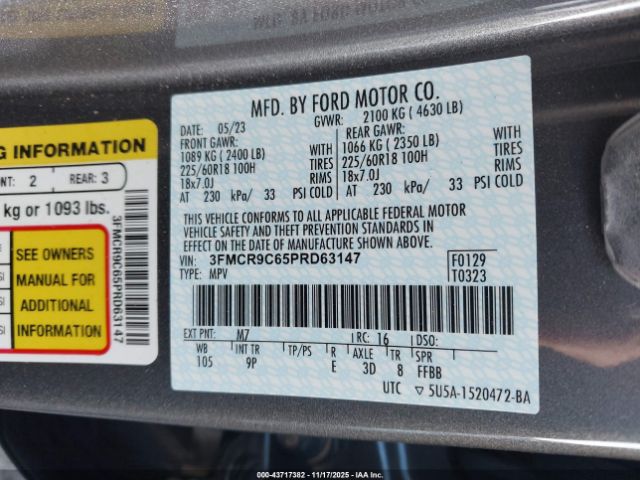 MFD. BY FORD MOTOR CO.
DATE: 05/23 GVWR: 2100 KG ( 4630 LB)
FRONT GAWR: REAR GAWR:
1089 KG ( 2400 LB) WITH 1066 KG ( 2350 LB) WITH
225/60R18 100H TIRES 225/60R18 100H TIRES
18x7.0J RIMS 18x7.0J RIMS
AT 230 kPa/ 33 PSI COLD AT 230 kPa/ 33 PSI COLD
THIS VEHICLE CONFORMS TO ALL APPLICABLE FEDERAL MOTOR
VEHICLE SAFETY AND THEFT PREVENTION STANDARDS IN
EFFECT ON THE DATE OF MANUFACTURE SHOWN ABOVE.
VIN: 3FMCR9C65PRD63147 F0129
TYPE: MPV T0323
EXT PNT: M7 RC: 16 DSO:
WB INT TR TP/PS R AXLE TR SPR
105 9P E 3D 8 FFBB
UTC ▽ 5U5A-1520472-BA
G INFORMATION
NT: 2 REAR: 3
kg or 1093 lbs.
SEE OWNERS
MANUAL FOR
ADDITIONAL
INFORMATION
3FMCR9C65PRD63147
000-43717382 | 11/17/2025 | IAA Inc.